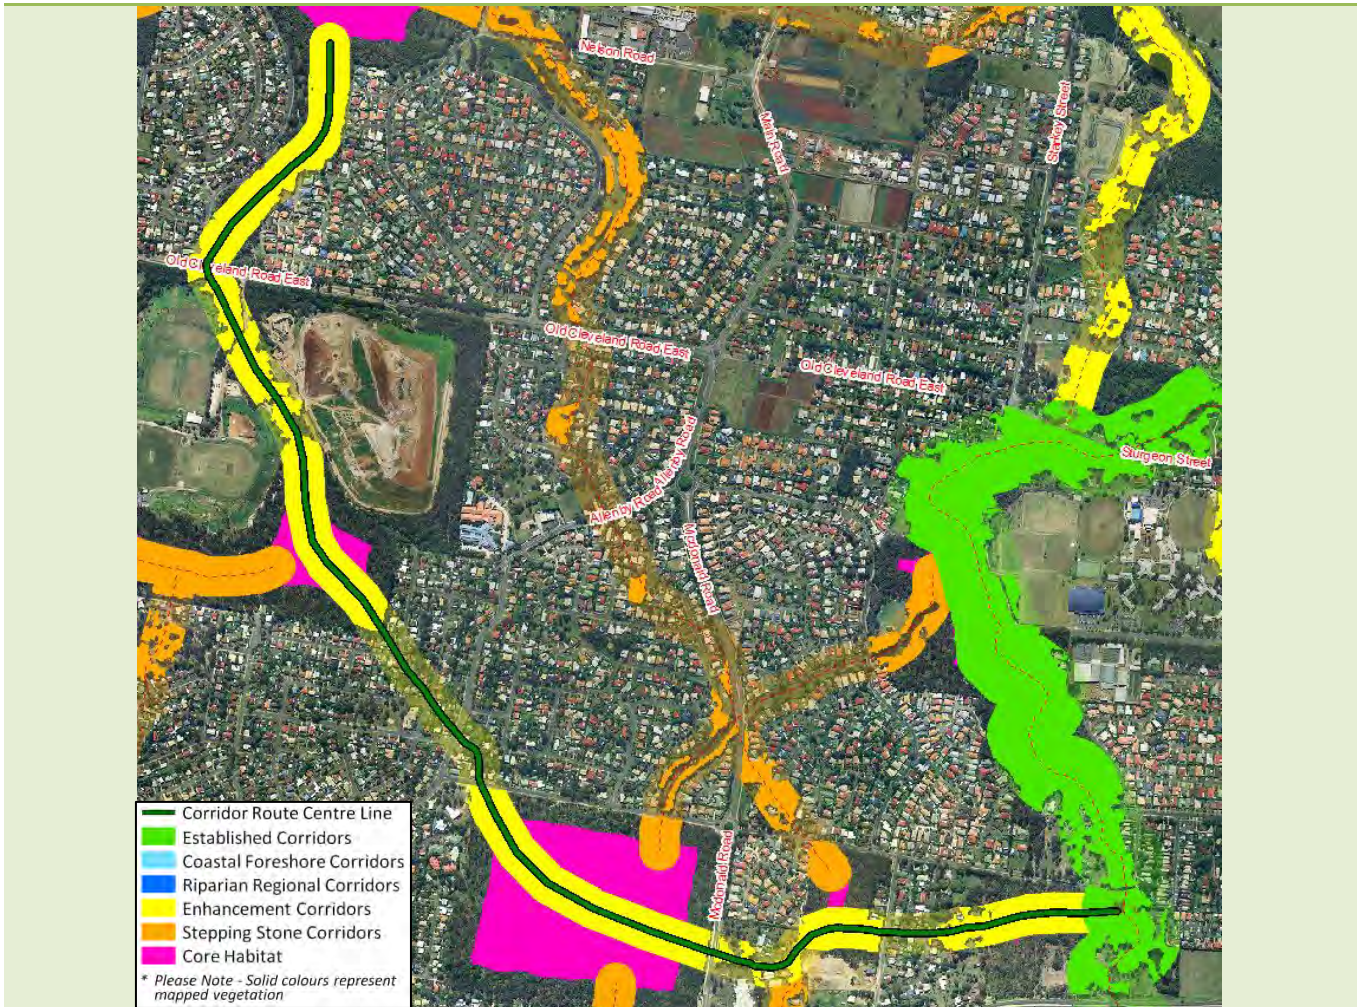 Nelson Road
Main Road
Starkey Street
Old Cleveland Road East
Old Cleveland Road East
Old Cleveland Road East
Sturgeon Street
Allenby Road
Allenby Road
Mcdonald Road
Mcdonald Road
Corridor Route Centre Line
Established Corridors
Coastal Foreshore Corridors
Riparian Regional Corridors
Enhancement Corridors
Stepping Stone Corridors
Core Habitat
* Please Note - Solid colours represent
mapped vegetation